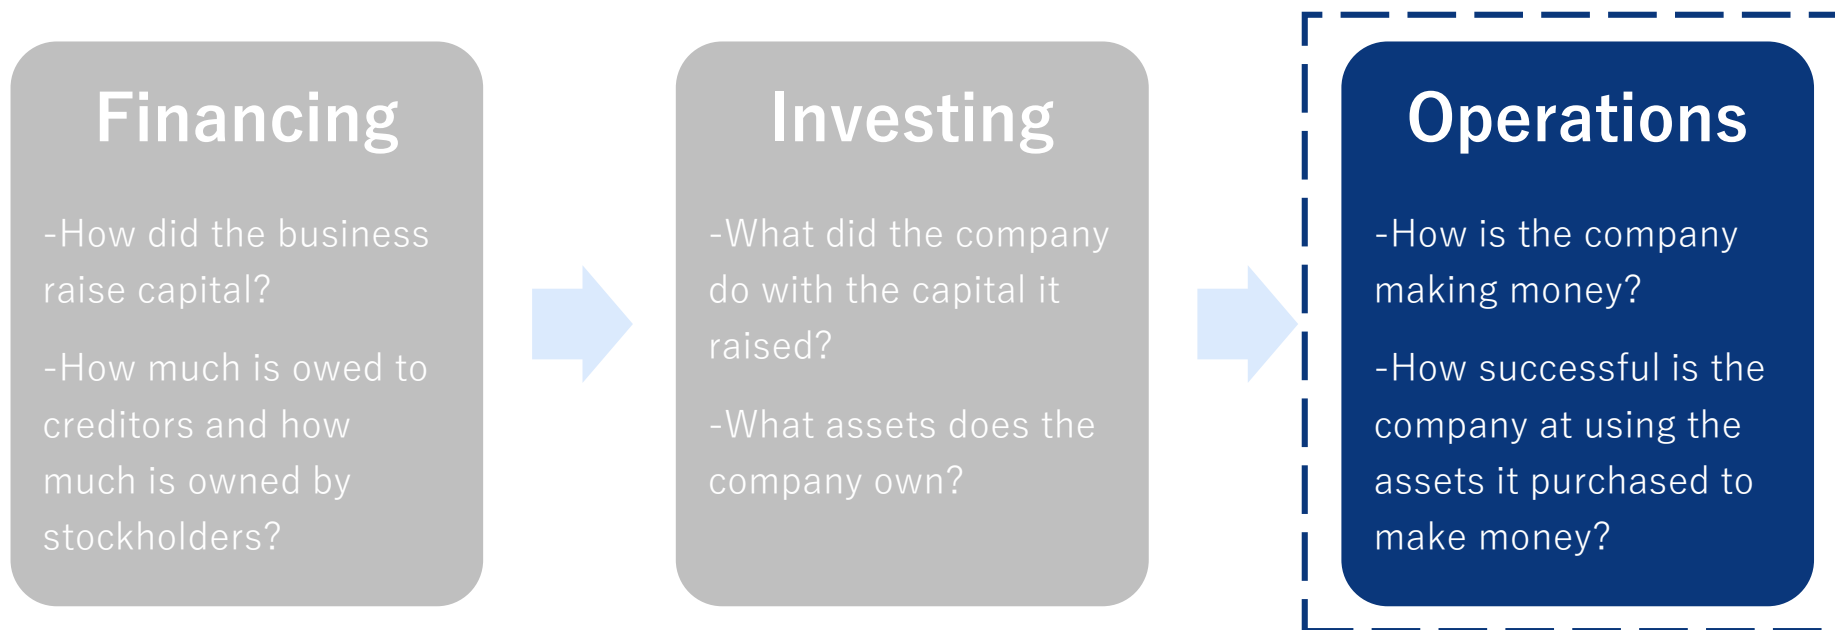 Financing
-How did the business
raise capital?
-How much is owed to
creditors and how
much is owned by
stockholders?
Investing
-What did the company
do with the capital it
raised?
-What assets does the
company own?
Operations
-How is the company
making money?
-How successful is the
company at using the
assets it purchased to
make money?